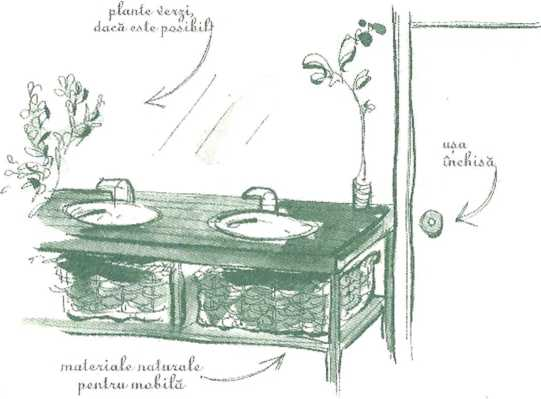 plante verzi,
dacă este posibil
ușa
închisă
materiale naturale
pentru mobilă